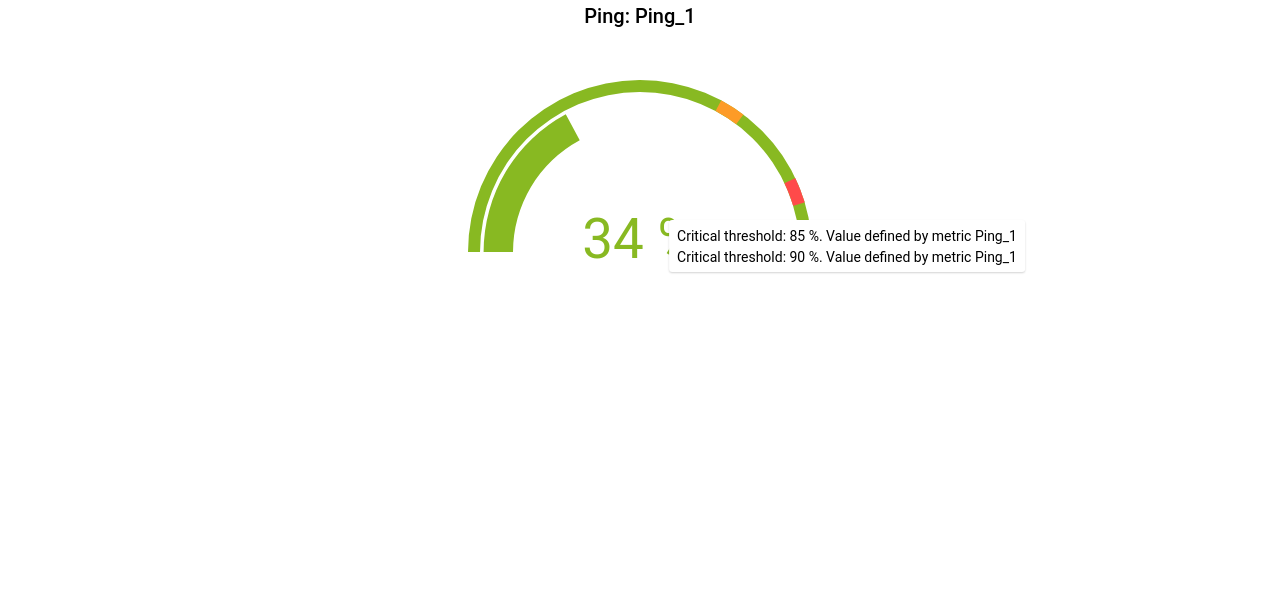 Ping: Ping_1
34 %
Critical threshold: 85 %. Value defined by metric Ping_1
Critical threshold: 90 %. Value defined by metric Ping_1